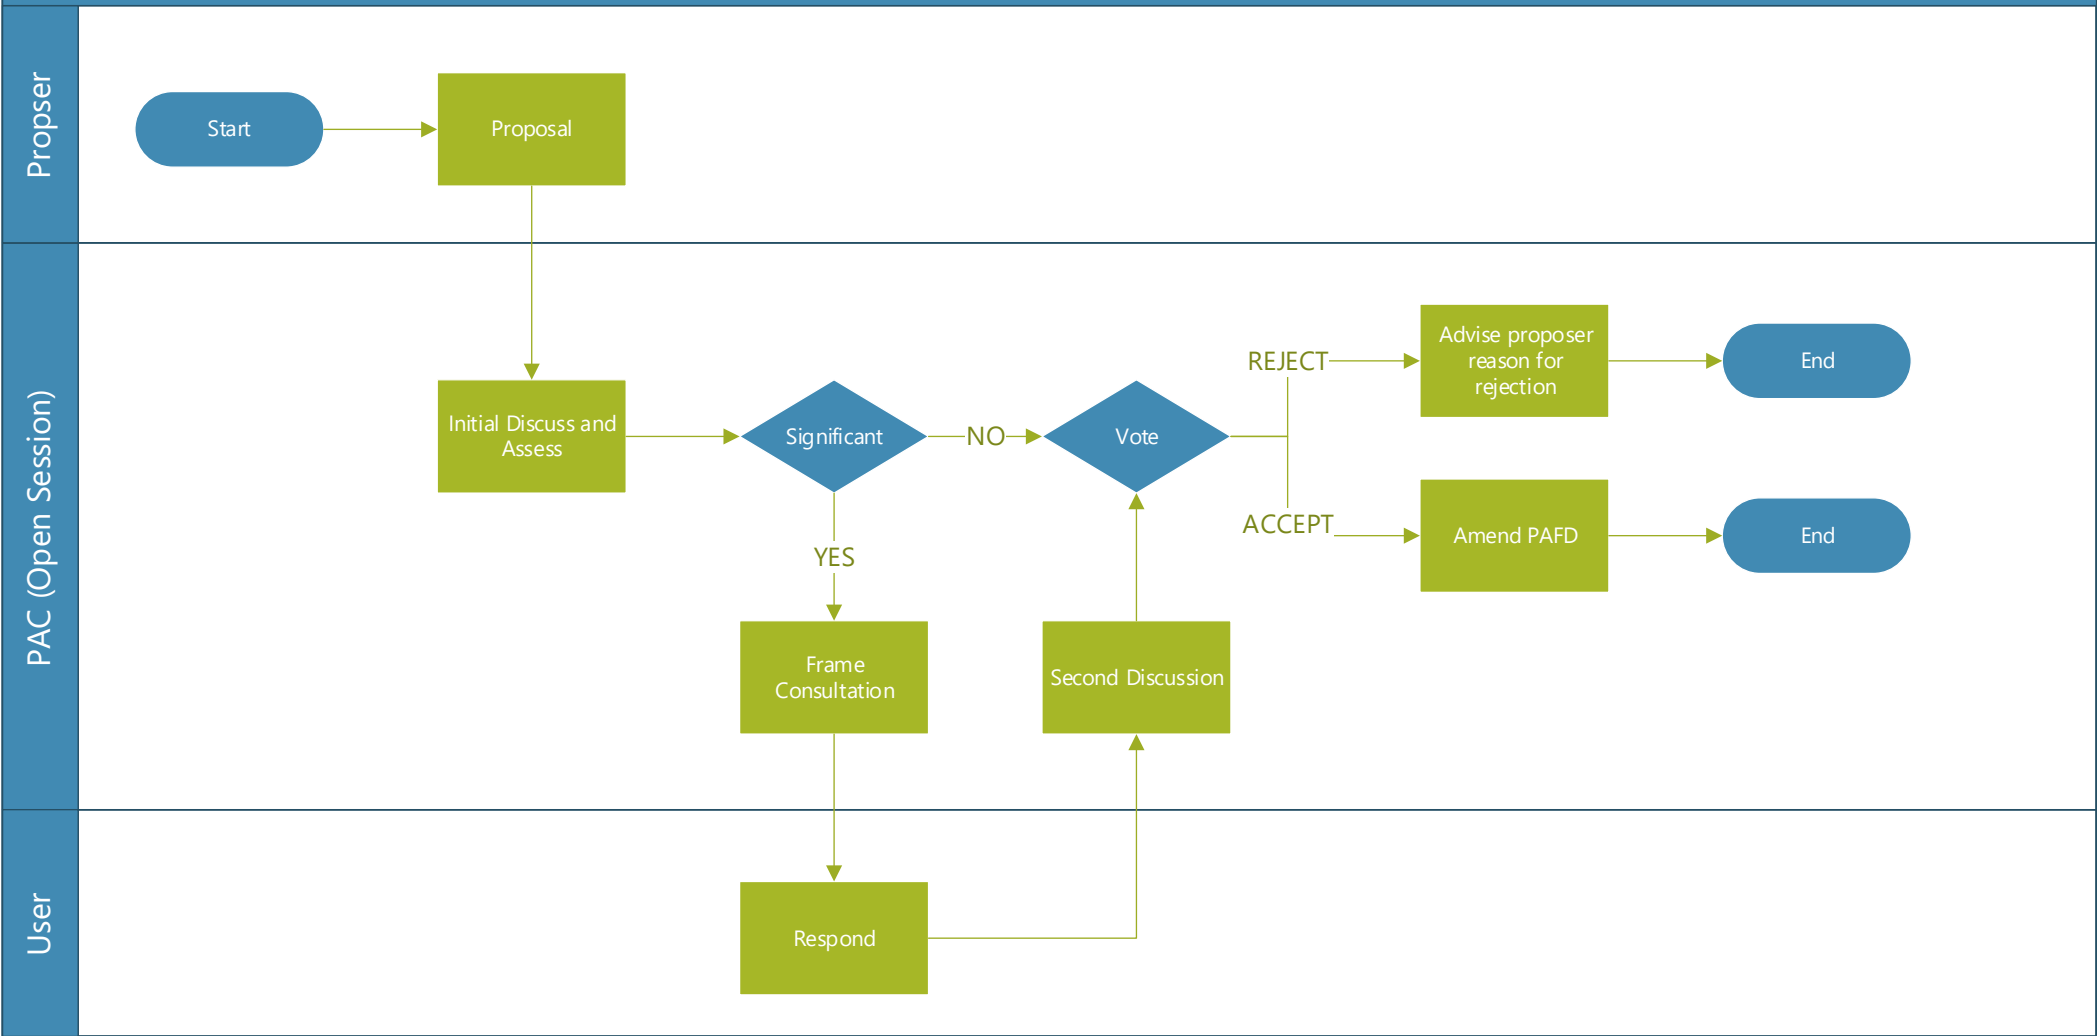 Propser
Start
Proposal
PAC (Open Session)
Initial Discuss and
Assess
Significant
NO
Vote
REJECT
Advise proposer
reason for
rejection
End
ACCEPT
Amend PAFD
End
YES
Frame
Consultation
Second Discussion
User
Respond